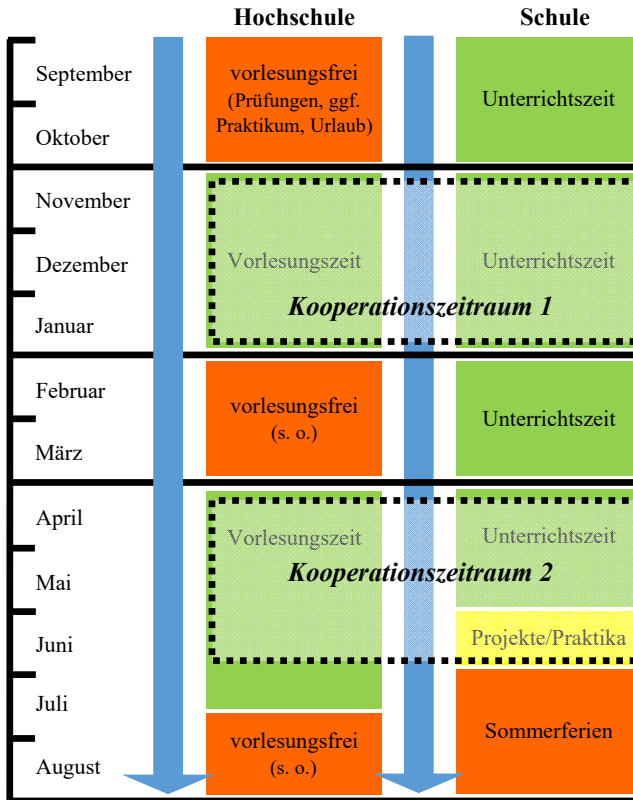 Hochschule
Schule
September
vorlesungsfrei
(Prüfungen, ggf.
Praktikum, Urlaub)
Unterrichtszeit
Oktober
November
Dezember
Vorlesungszeit
Unterrichtszeit
Kooperationszeitraum 1
Januar
Februar
vorlesungsfrei
(s. o.)
Unterrichtszeit
März
April
Vorlesungszeit
Unterrichtszeit
Kooperationszeitraum 2
Mai
Juni
Projekte/Praktika
Juli
Sommerferien
vorlesungsfrei
(s. o.)
August